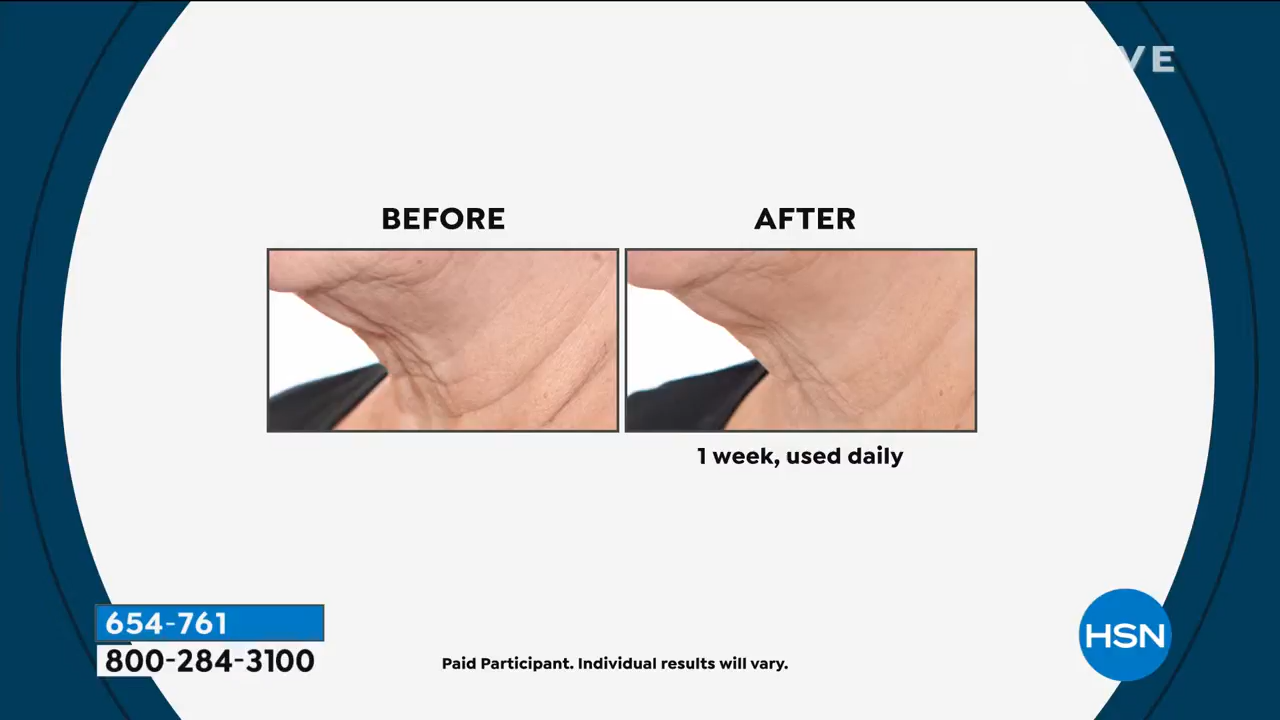 BEFORE
AFTER
1 week, used daily
654-761
800-284-3100
Paid Participant. Individual results will vary.
HSN